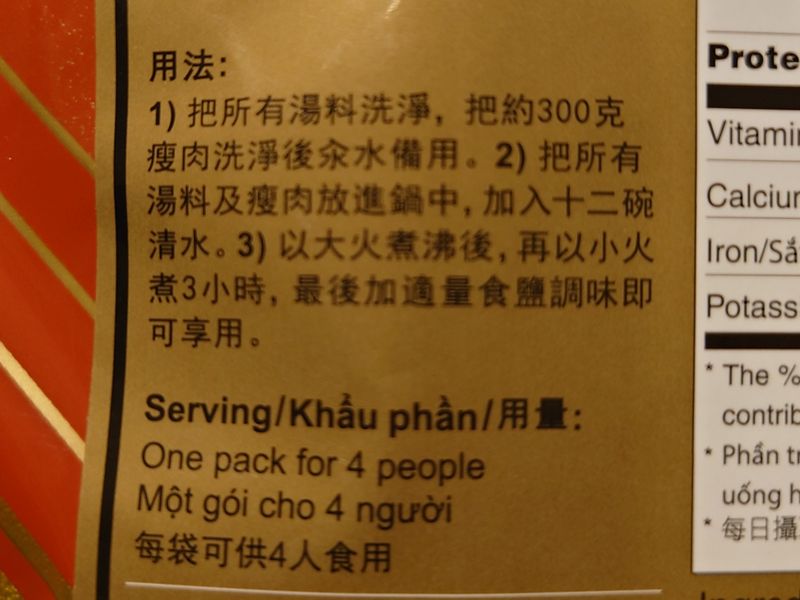 用法:
1) 把所有湯料洗淨，把約300克
瘦肉洗淨後汆水備用。2) 把所有
湯料及瘦肉放進鍋中, 加入十二碗
清水。3) 以大火煮沸後, 再以小火
煮3小時, 最後加適量食鹽調味即
可享用。
Serving/Khẩu phần/用量:
One pack for 4 people
Một gói cho 4 người
每袋可供4人食用
Prote
Vitamin
Calciur
Iron/Sắ
Potass
* The %
contrib
* Phần tr
uống h
* 每日攝